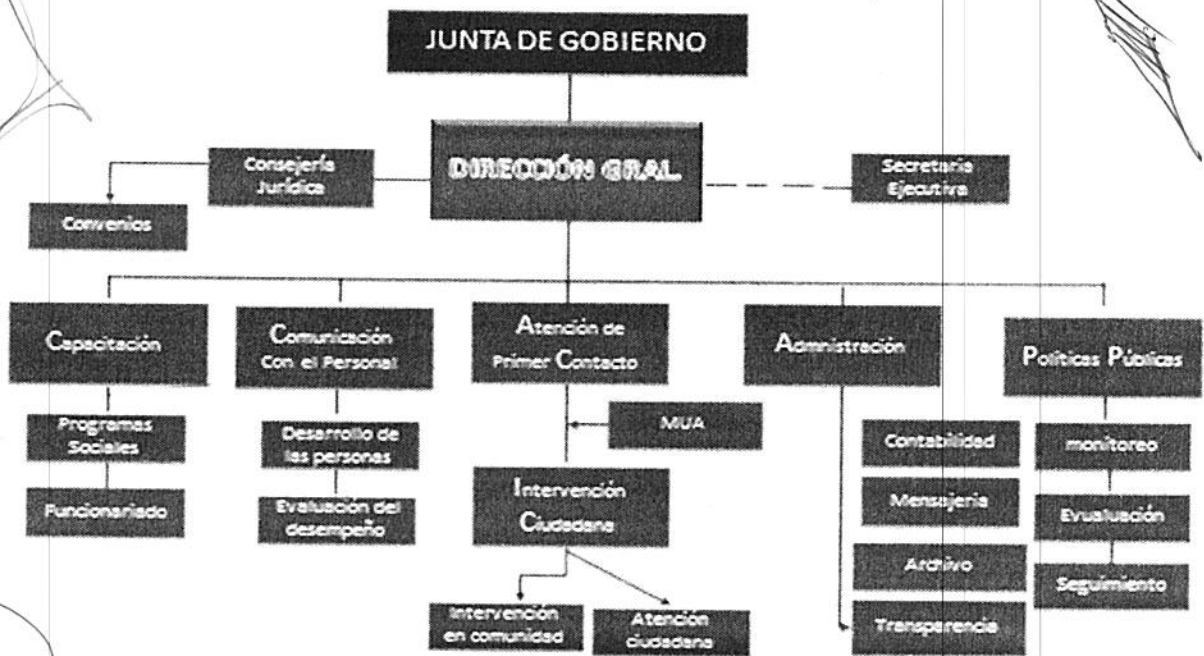 JUNTA DE GOBIERNO
DIRECCIÓN GRAL.
Consejería
Jurídica
Convenios
Secretaria
Ejecutiva
Capacitación
Programas
Sociales
Funcionariado
Comunicación
Con el Personal
Desarrollo de
las personas
Evaluación del
desempeño
Atención de
Primer Contacto
MUA
Intervención
Ciudadana
Intervención
en comunidad
Atención
ciudadana
Admnistración
Contabilidad
Mensajería
Archivo
Transparencia
Políticas Públicas
monitoreo
Evualuación
Seguimiento